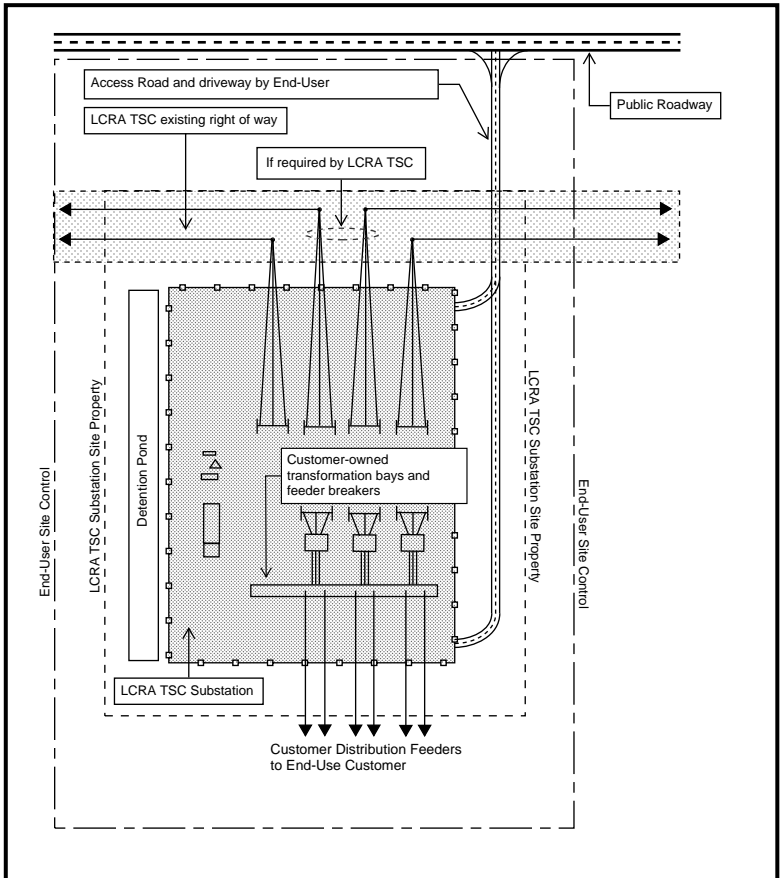 Access Road and driveway by End-User
Public Roadway
LCRA TSC existing right of way
If required by LCRA TSC
End-User Site Control
LCRA TSC Substation Site Property
Detention Pond
Customer-owned
transformation bays and
feeder breakers
LCRA TSC Substation Site Property
End-User Site Control
LCRA TSC Substation
Customer Distribution Feeders
to End-Use Customer